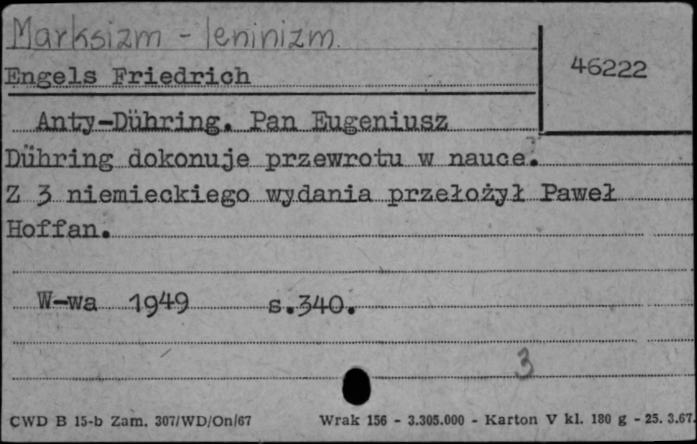 Marksizm - leninizm.
46222
Engels Friedrich
Anty-Dühring. Pan Eugeniusz
Dühring dokonuje przewrotu w nauce.
Z 3 niemieckiego wydania przełożył Paweł
Hoffan.
W-wa 1949 s.340.
3
CWD B 15-b Zam. 307/WD/On/67 Wrak 156 - 3.305.000 - Karton V kl. 180 g - 25. 3.67.